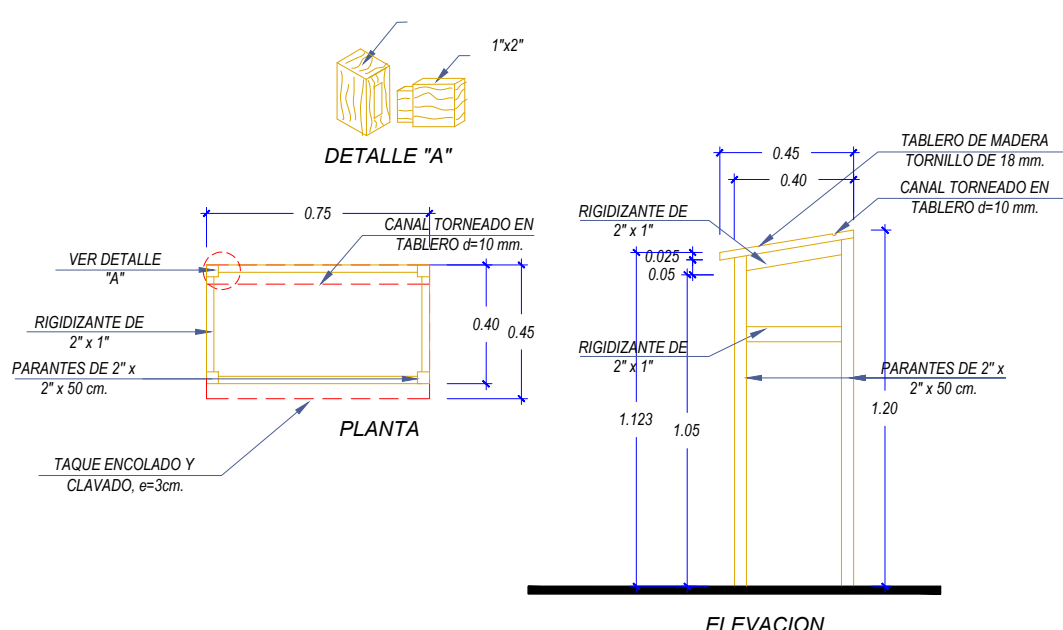 1"x2"
DETALLE "A"
0.75
CANAL TORNEADO EN
TABLERO d=10 mm.
VER DETALLE
"A"
RIGIDIZANTE DE
2" x 1"
PARANTES DE 2" x
2" x 50 cm.
0.40
0.45
PLANTA
TAQUE ENCOLADO Y
CLAVADO, e=3cm.
0.45
0.40
TABLERO DE MADERA
TORNILLO DE 18 mm.
CANAL TORNEADO EN
TABLERO d=10 mm.
RIGIDIZANTE DE
2" x 1"
0.025
0.05
RIGIDIZANTE DE
2" x 1"
PARANTES DE 2" x
2" x 50 cm.
1.123
1.05
1.20
ELEVACION